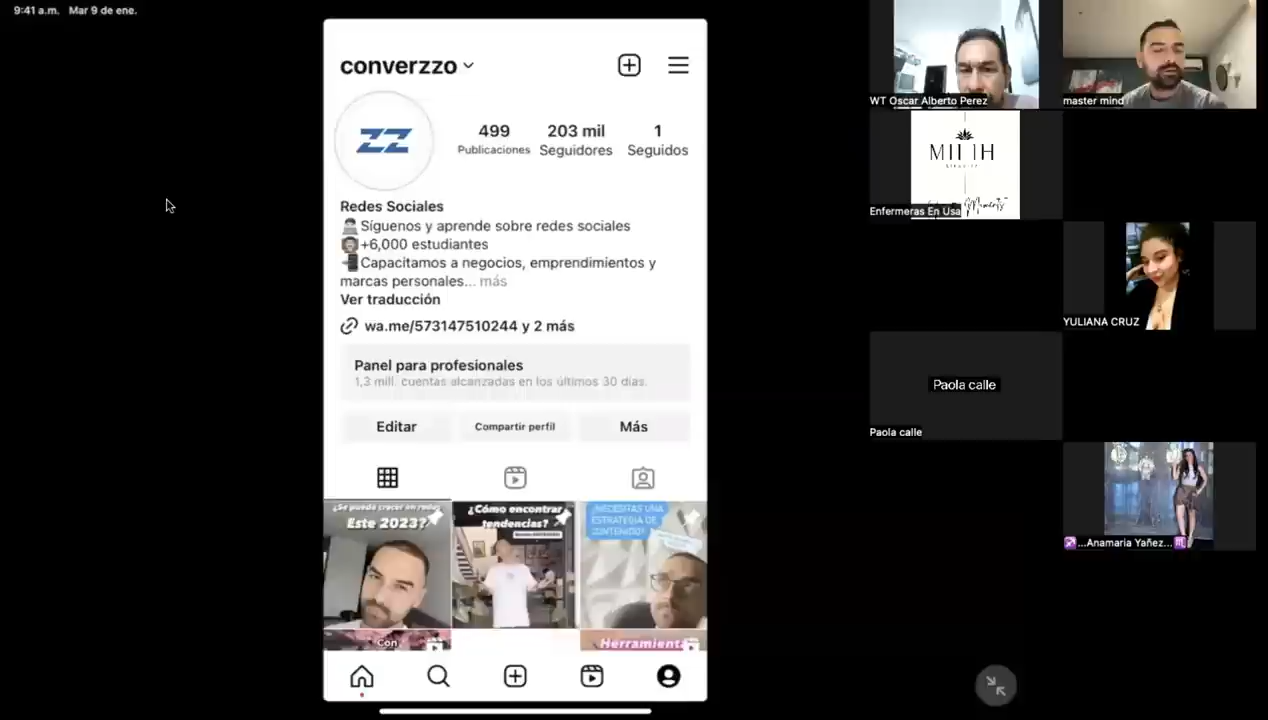 9:41 a.m. Mar 9 de ene.
converzzo
ZZ
499
203 mil
1
Publicaciones
Seguidores
Seguidos
Redes Sociales
Síguenos y aprende sobre redes sociales
+6,000 estudiantes
Capacítamos a negocios, emprendimientos y
marcas personales... más
Ver traducción
wa.me/573147510244 y 2 más
Panel para profesionales
1,3 mill. cuentas alcanzadas en los últimos 30 días.
Editar
Compartir perfil
Más
¿Se puede crecer en redes
Este 2023?
¿Cómo encontrar
tendencias?
¿NECESITAS UNA
ESTRATEGIA DE
CONTENIDO?
Con
Herramienta
WT Oscar Alberto Perez
master mind
Enfermeras En Usa
YULIANA CRUZ
Paola calle
Paola calle
...Anamaria Yañez...